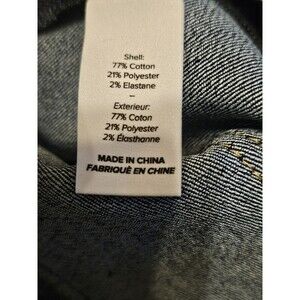 Shell:
77% Cotton
21% Polyester
2% Elastane
–
Exterieur:
77% Coton
21% Polyester
2% Élasthanne
MADE IN CHINA
FABRIQUÉ EN CHINE